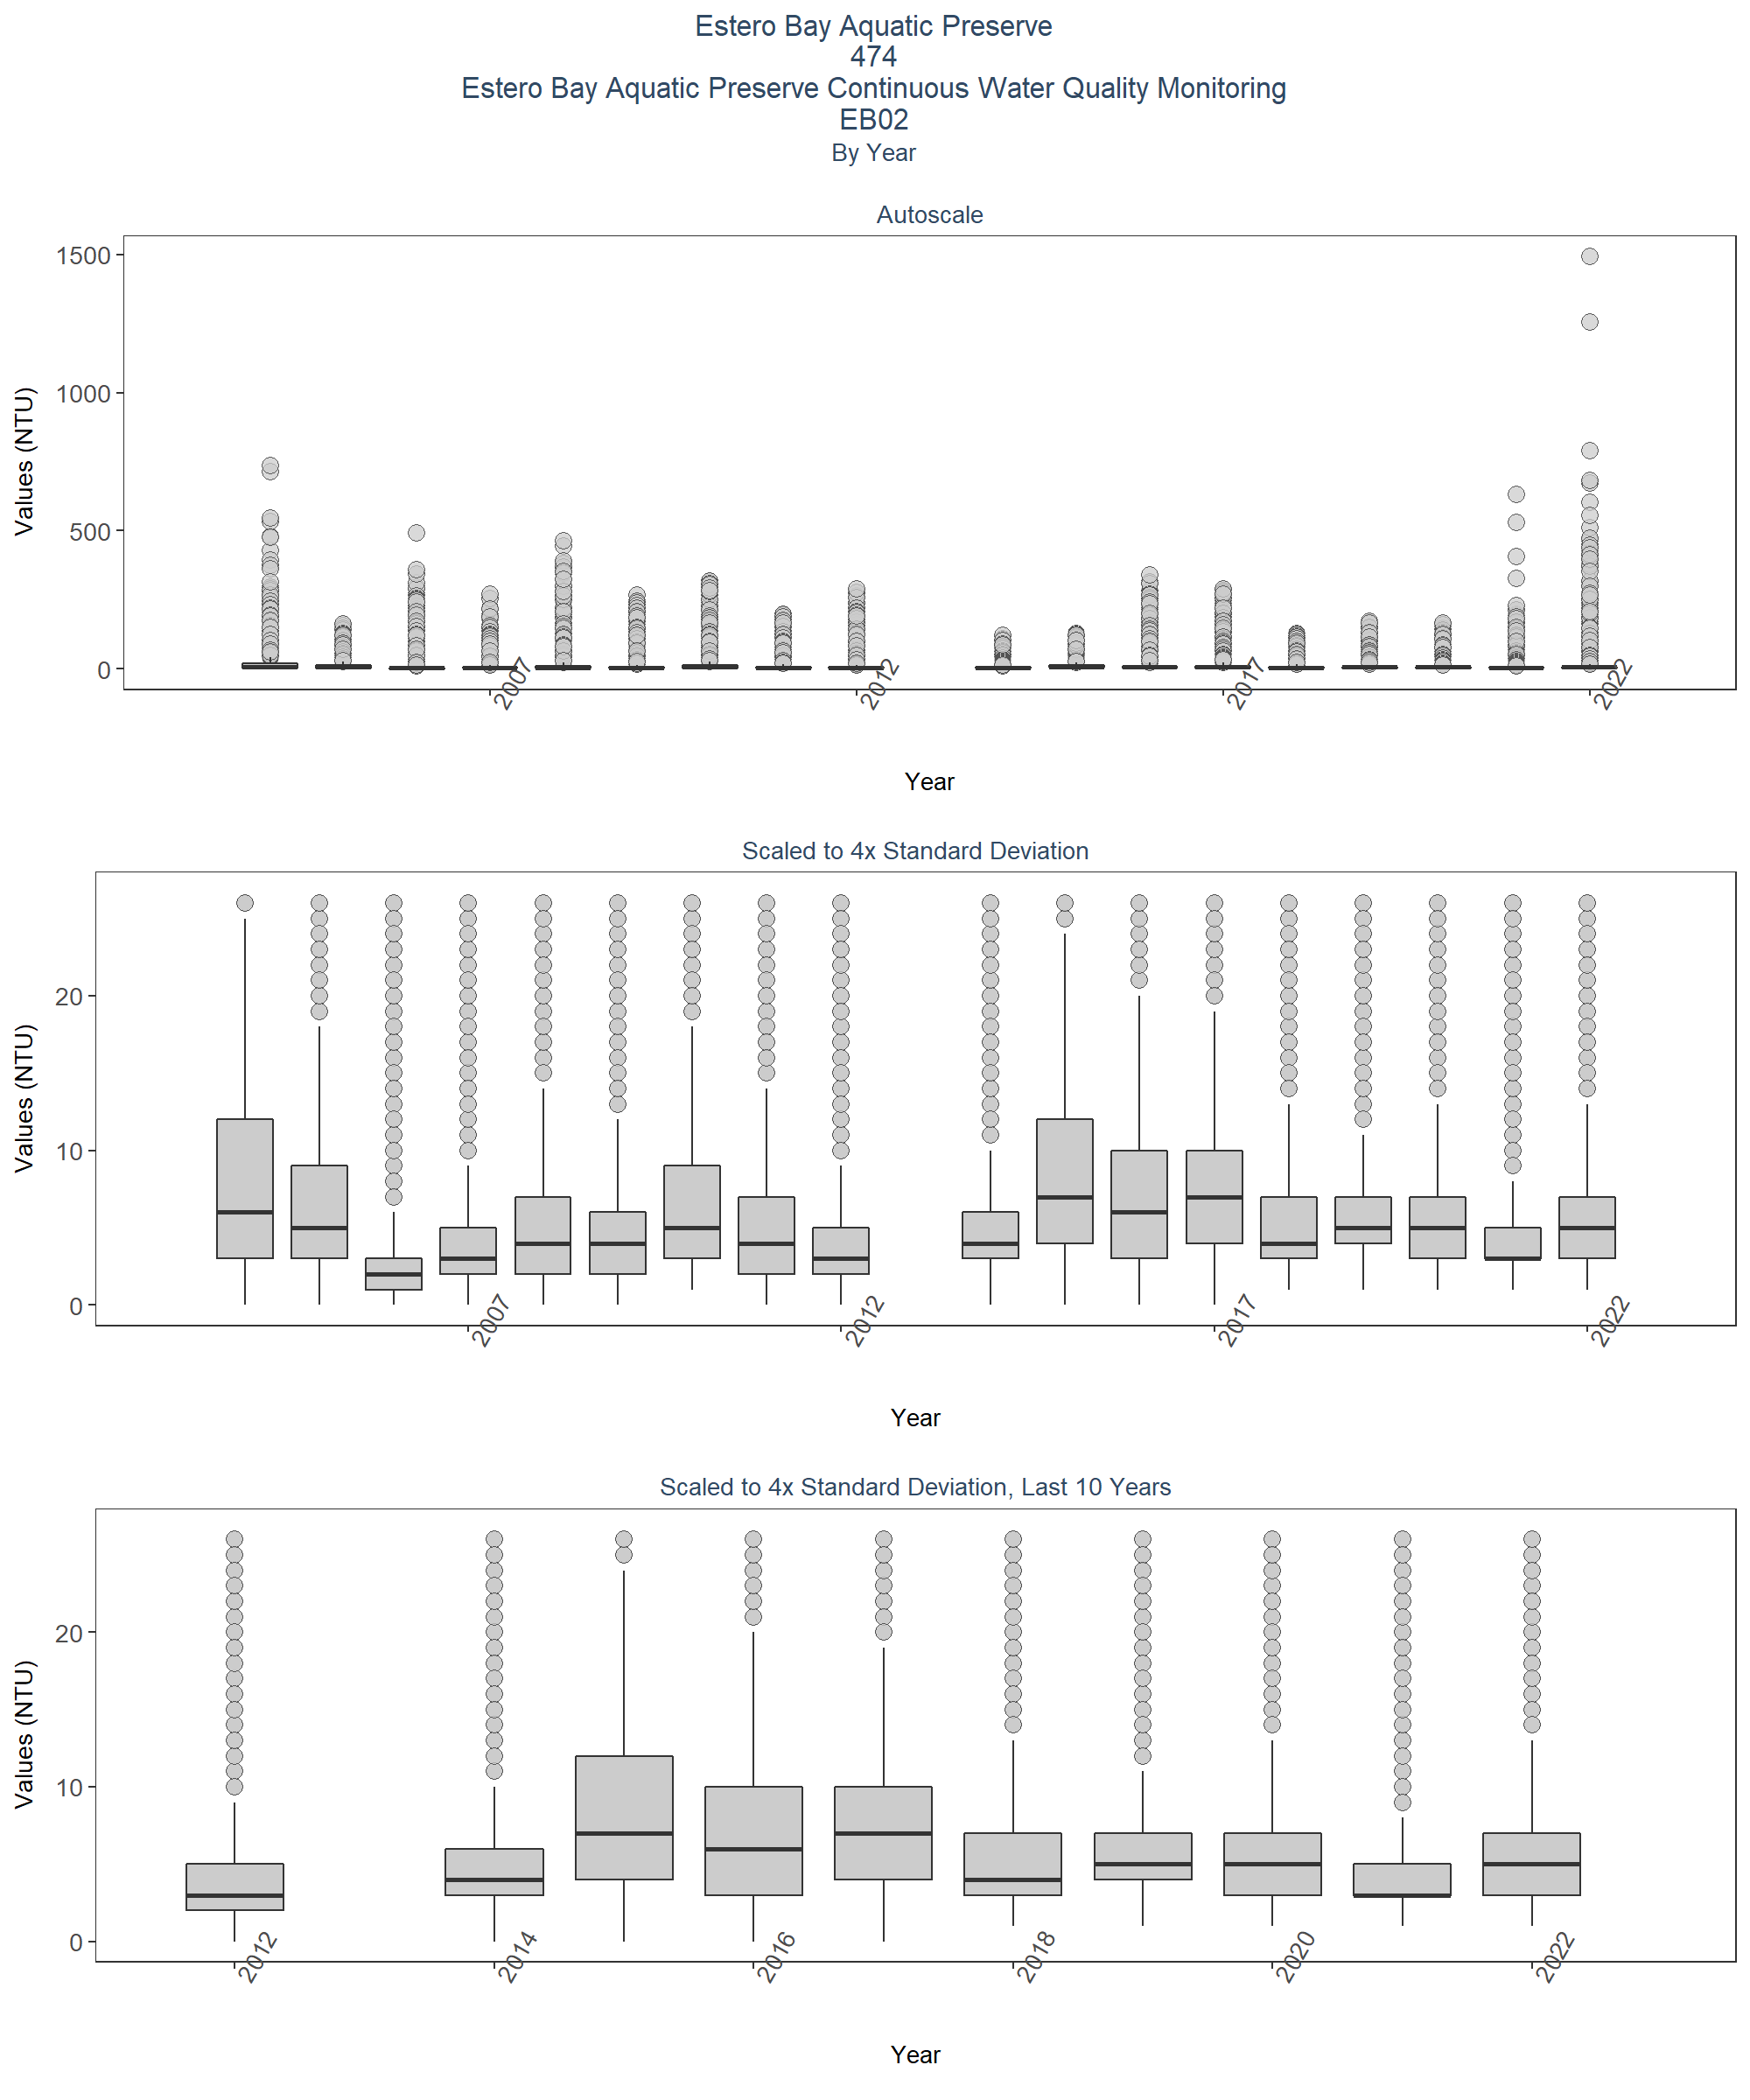 Estero Bay Aquatic Preserve
474
Estero Bay Aquatic Preserve Continuous Water Quality Monitoring
EB02
By Year
Autoscale
Values (NTU)
1500
1000
500
0
2007
2012
2017
2022
Year
Scaled to 4x Standard Deviation
Values (NTU)
20
10
0
2007
2012
2017
2022
Year
Scaled to 4x Standard Deviation, Last 10 Years
Values (NTU)
20
10
0
2012
2014
2016
2018
2020
2022
Year